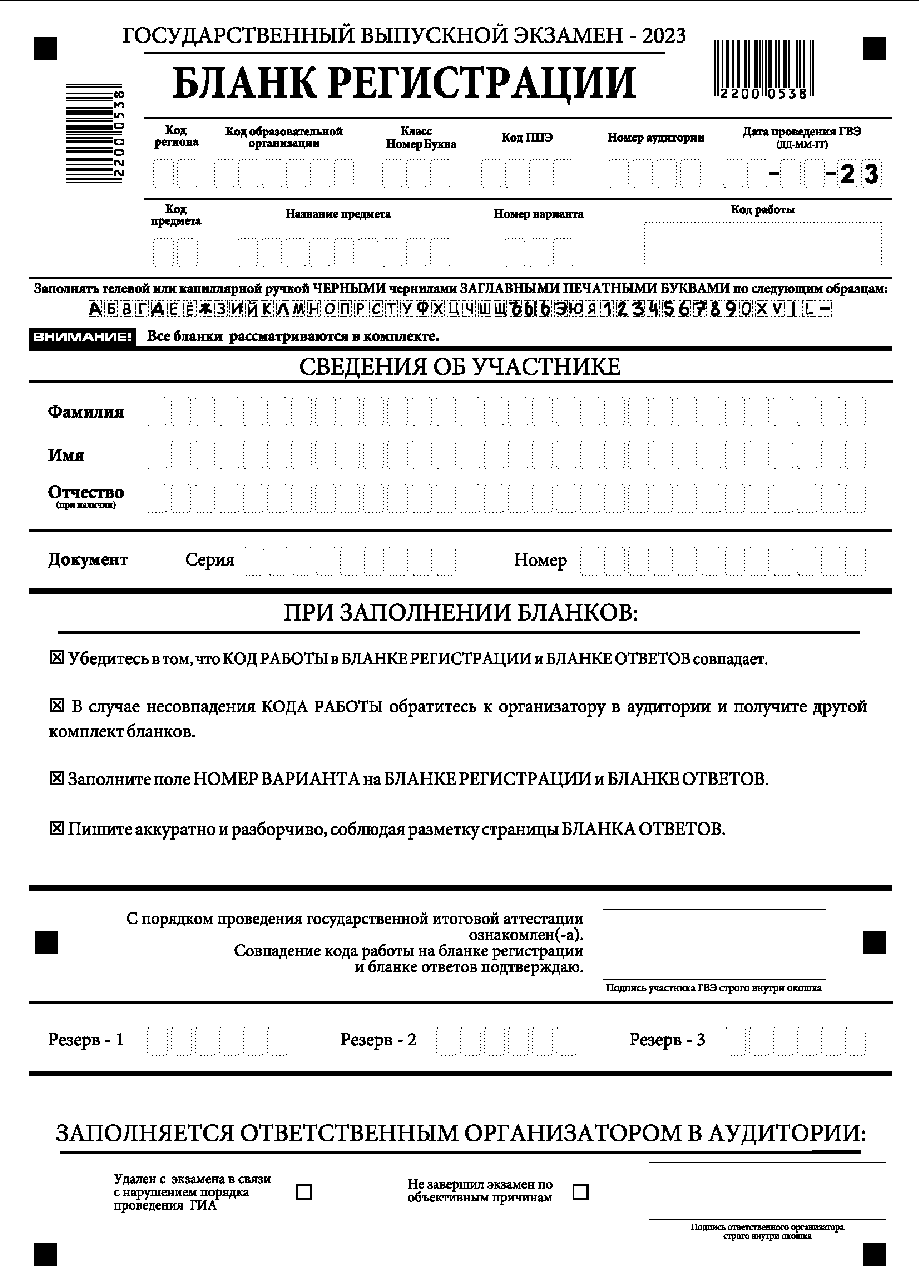 ГОСУДАРСТВЕННЫЙ ВЫПУСКНОЙ ЭКЗАМЕН - 2023
БЛАНК РЕГИСТРАЦИИ
2200 0538
2200 0538
Код региона
Код образовательной организации
Класс
Номер Буква
Код ППЭ
Номер аудитории
Дата проведения ГВЭ
(ДД-ММ-ГГ)
- -23
Код предмета
Название предмета
Номер варианта
Код работы
Заполнять гелевой или капиллярной ручкой ЧЕРНЫМИ чернилами ЗАГЛАВНЫМИ ПЕЧАТНЫМИ БУКВАМИ по следующим образцам:
АБВГДЕЁЖЗИЙКЛМНОПРСТУФХЦЧШЩЪЫЬЭЮЯ1234567890XVIL-
ВНИМАНИЕ! Все бланки рассматриваются в комплекте.
СВЕДЕНИЯ ОБ УЧАСТНИКЕ
Фамилия
Имя
Отчество
(при наличии)
Документ Серия Номер
ПРИ ЗАПОЛНЕНИИ БЛАНКОВ:
☒ Убедитесь в том, что КОД РАБОТЫ в БЛАНКЕ РЕГИСТРАЦИИ и БЛАНКЕ ОТВЕТОВ совпадает.
☒ В случае несовпадения КОДА РАБОТЫ обратитесь к организатору в аудитории и получите другой
комплект бланков.
☒ Заполните поле НОМЕР ВАРИАНТА на БЛАНКЕ РЕГИСТРАЦИИ и БЛАНКЕ ОТВЕТОВ.
☒ Пишите аккуратно и разборчиво, соблюдая разметку страницы БЛАНКА ОТВЕТОВ.
С порядком проведения государственной итоговой аттестации
ознакомлен(-а).
Совпадение кода работы на бланке регистрации
и бланке ответов подтверждаю.
Подпись участника ГВЭ строго внутри окошка
Резерв - 1 Резерв - 2 Резерв - 3
ЗАПОЛНЯЕТСЯ ОТВЕТСТВЕННЫМ ОРГАНИЗАТОРОМ В АУДИТОРИИ:
Удален с экзамена в связи
с нарушением порядка
проведения ГИА
Не завершил экзамен по
объективным причинам
Подпись ответственного организатора
строго внутри окошка